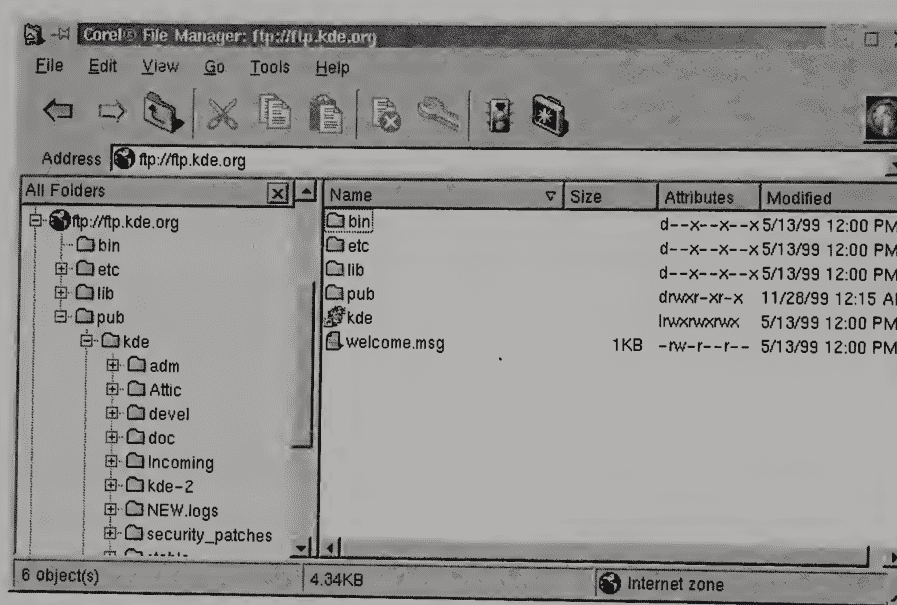 Corel® File Manager: ftp://ftp.kde.org
File Edit View Go Tools Help
Address ftp://ftp.kde.org
All Folders
ftp://ftp.kde.org
bin
etc
lib
pub
kde
adm
Attic
devel
doc
Incoming
kde-2
NEW.logs
security_patches
Name Size Attributes Modified
bin d--x--x--x 5/13/99 12:00 PM
etc d--x--x--x 5/13/99 12:00 PM
lib d--x--x--x 5/13/99 12:00 PM
pub drwxr-xr-x 11/28/99 12:15
kde lrwxrwxrwx 5/13/99 12:00 PM
welcome.msg 1KB -rw-r--r-- 5/13/99 12:00 PM
6 object(s) 4.34KB Internet zone